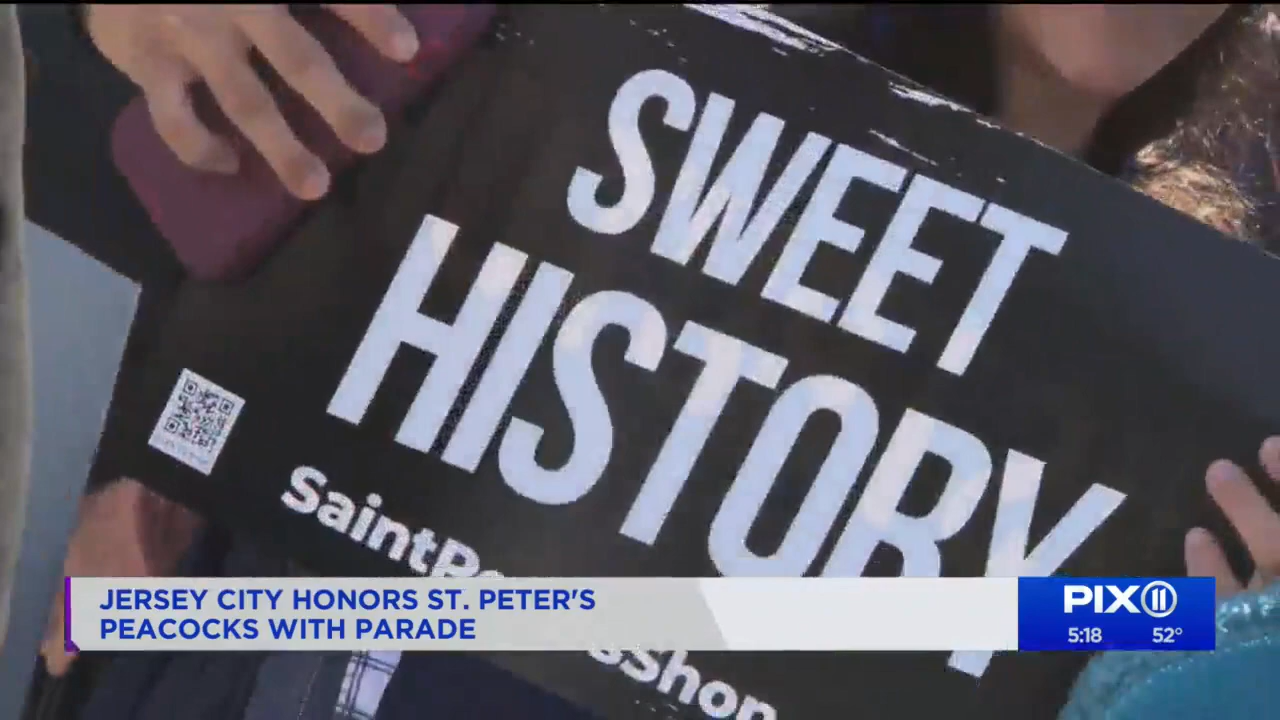 SWEET
HISTORY
JERSEY CITY HONORS ST. PETER'S
PEACOCKS WITH PARADE
PIX11
5:18 52°